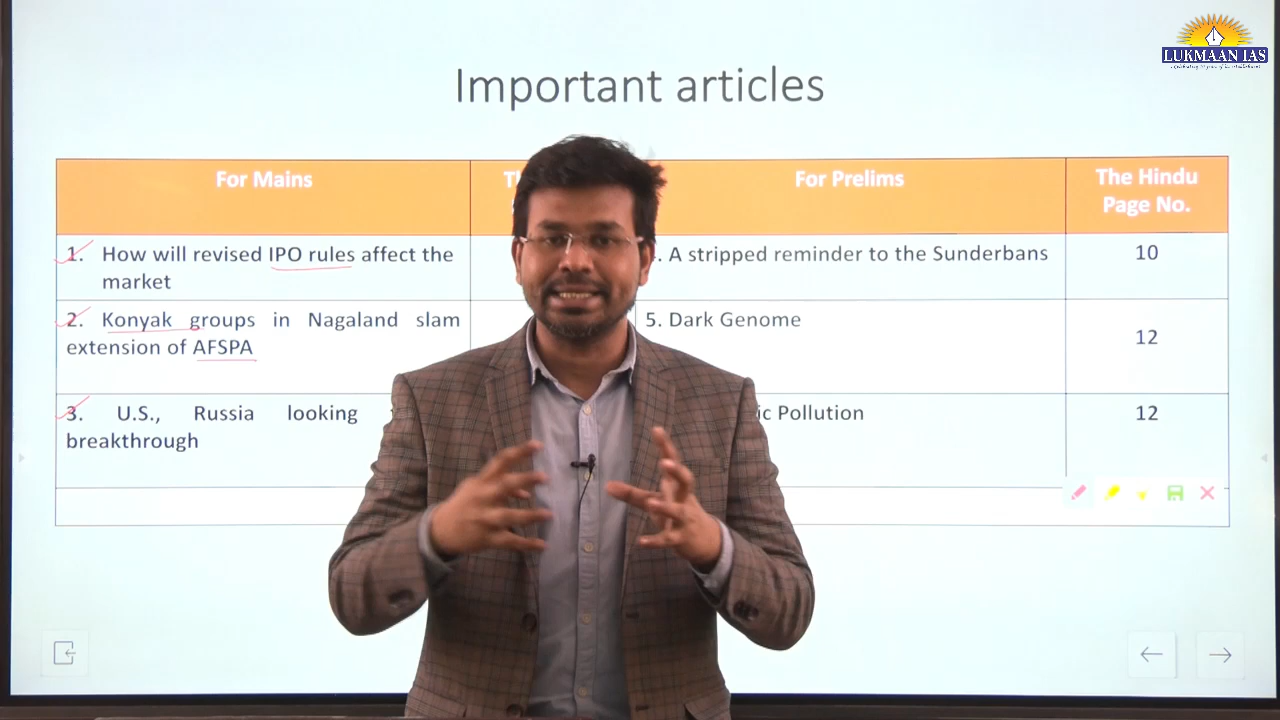 LUKMAAN IAS
Important articles
For Mains
For Prelims
The Hindu
Page No.
1. How will revised IPO rules affect the
market
. A stripped reminder to the Sunderbans
10
2. Konyak groups in Nagaland slam
extension of AFSPA
5. Dark Genome
12
3. U.S., Russia looking
breakthrough
Pollution
12